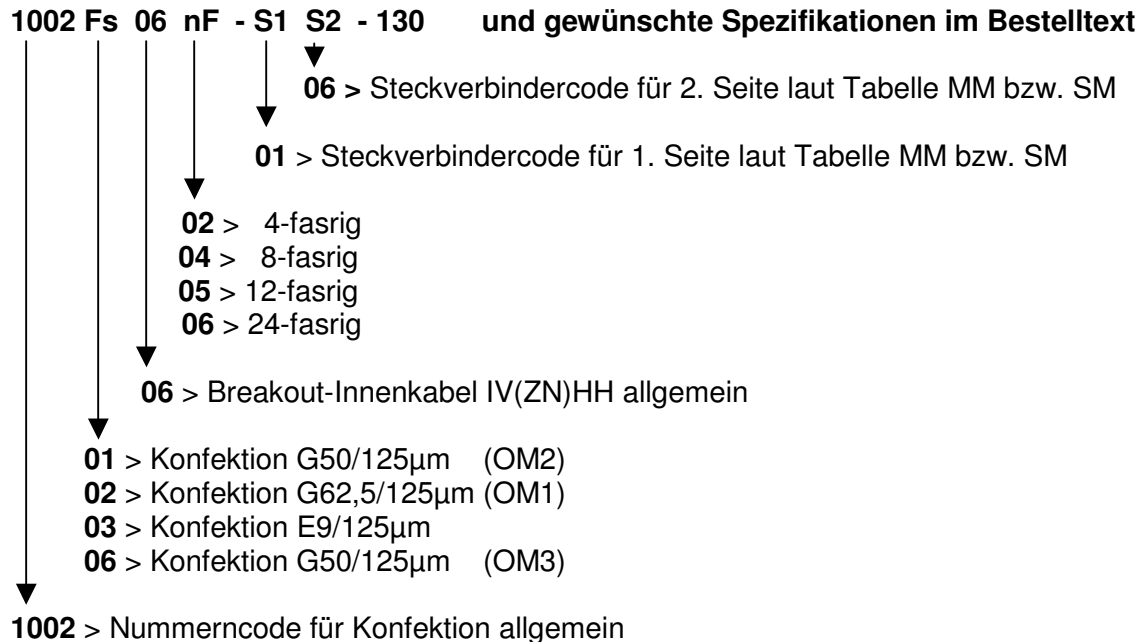 1002 Fs 06 nF - S1 S2 - 130 und gewünschte Spezifikationen im Bestelltext
06 > Steckverbindercode für 2. Seite laut Tabelle MM bzw. SM
01 > Steckverbindercode für 1. Seite laut Tabelle MM bzw. SM
02 > 4-fasrig
04 > 8-fasrig
05 > 12-fasrig
06 > 24-fasrig
06 > Breakout-Innenkabel IV(ZN)HH allgemein
01 > Konfektion G50/125µm (OM2)
02 > Konfektion G62,5/125µm (OM1)
03 > Konfektion E9/125µm
06 > Konfektion G50/125µm (OM3)
1002 > Nummerncode für Konfektion allgemein